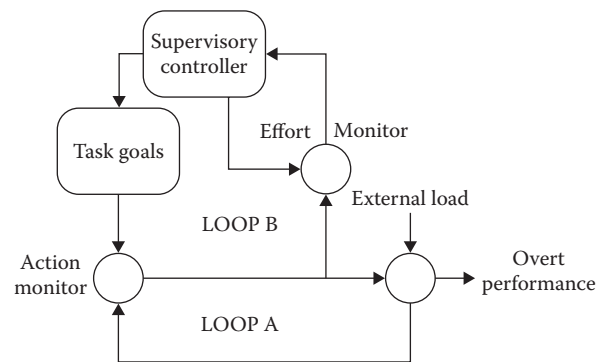 Supervisory
controller
Task goals
Effort Monitor
External load
LOOP B
Action
monitor
Overt
performance
LOOP A